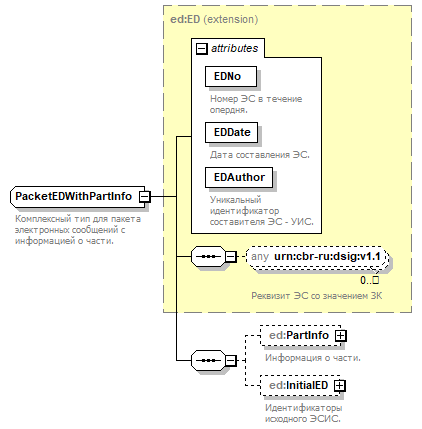 ed:ED (extension)
attributes
EDNo
Номер ЭС в течение
опердня.
EDDate
Дата составления ЭС.
EDAuthor
Уникальный
идентификатор
составителя ЭС - УИС.
PacketEDWithPartInfo
Комплексный тип для пакета
электронных сообщений с
информацией о части.
any urn:cbr-ru:dsig:v1.1
0..□
Реквизит ЭС со значением ЗК
ed:PartInfo
Информация о части.
ed:InitialED
Идентификаторы
исходного ЭСИС.